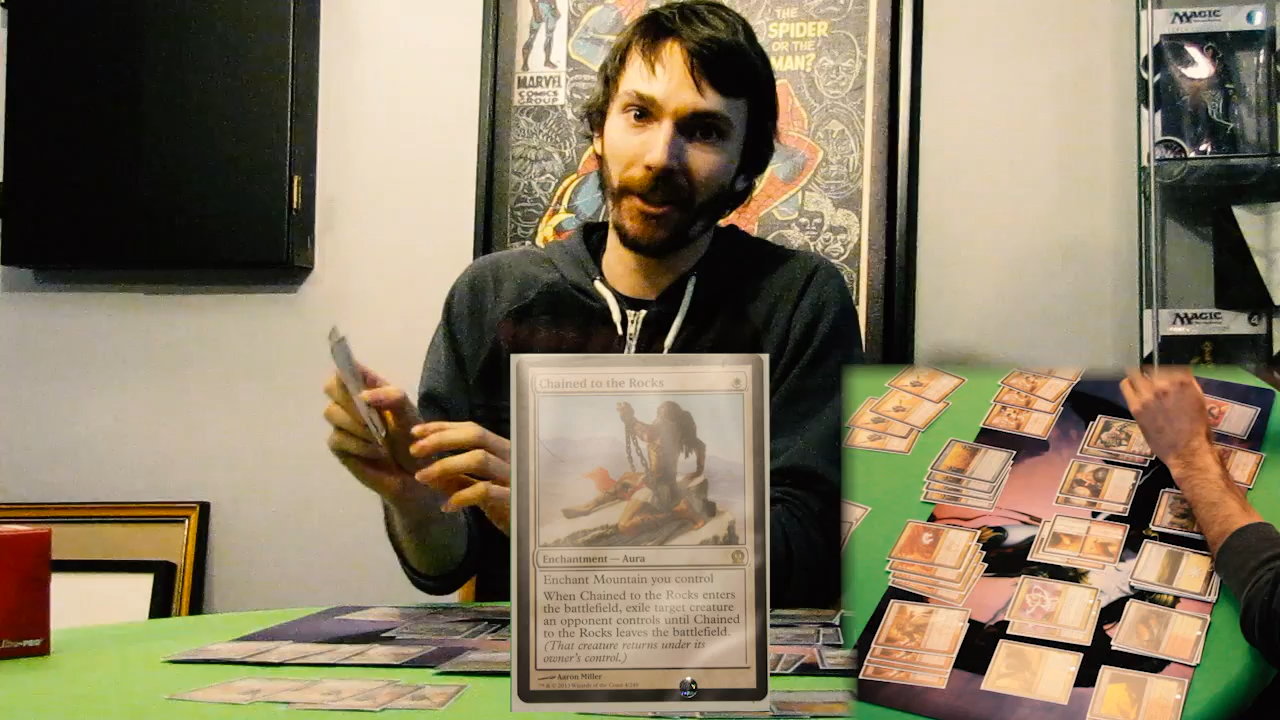 THE
SPIDER
OR THE
MAN?
MARVEL
COMICS
GROUP
MAGIC
MAGIC
4
Chained to the Rocks
Enchantment — Aura
Enchant Mountain you control
When Chained to the Rocks enters
the battlefield, exile target creature
an opponent controls until Chained
to the Rocks leaves the battlefield.
(That creature returns under its
owner's control.)
Aaron Miller